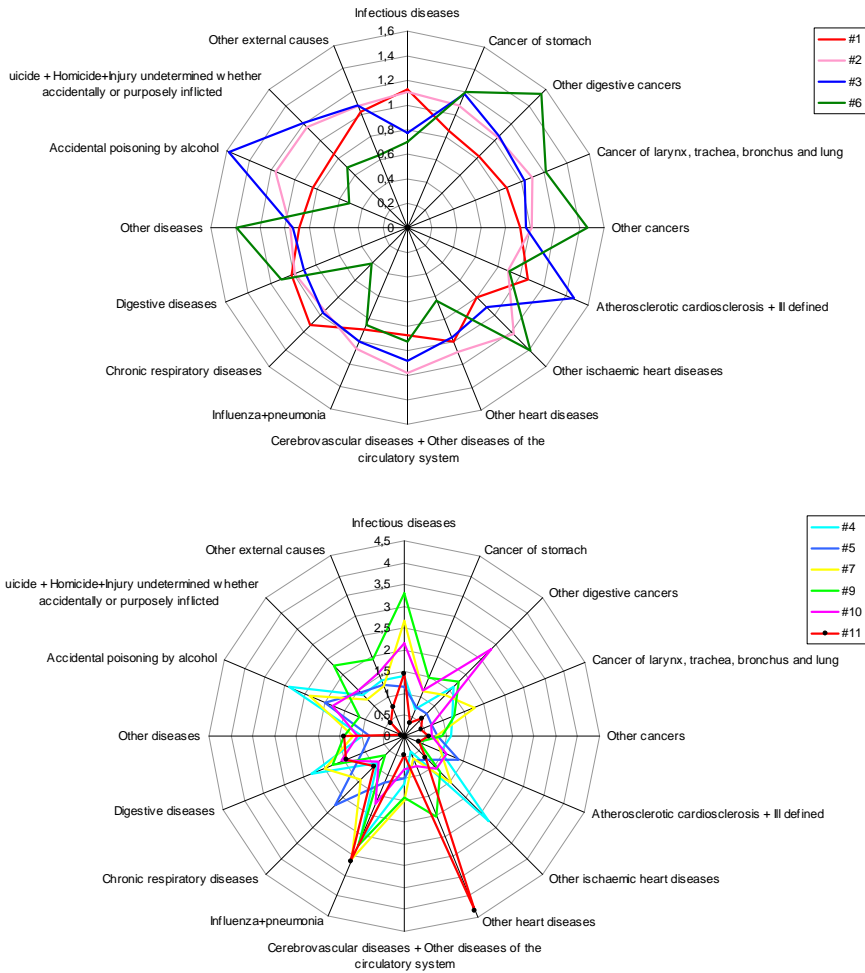 Infectious diseases
1,6
1,4
1,2
1
0,8
0,6
0,4
0,2
0
Cancer of stomach
Other digestive cancers
Cancer of larynx, trachea, bronchus and lung
Other cancers
Atherosclerotic cardiosclerosis + Ill defined
Other ischaemic heart diseases
Other heart diseases
Cerebrovascular diseases + Other diseases of the
circulatory system
Influenza+pneumonia
Chronic respiratory diseases
Digestive diseases
Other diseases
Accidental poisoning by alcohol
uicide + Homicide+Injury undetermined whether
accidentally or purposely inflicted
Other external causes
#1
#2
#3
#6
Infectious diseases
4,5
4
3,5
3
2,5
2
1,5
1
0,5
0
Cancer of stomach
Other digestive cancers
Cancer of larynx, trachea, bronchus and lung
Other cancers
Atherosclerotic cardiosclerosis + Ill defined
Other ischaemic heart diseases
Other heart diseases
Cerebrovascular diseases + Other diseases of the
circulatory system
Influenza+pneumonia
Chronic respiratory diseases
Digestive diseases
Other diseases
Accidental poisoning by alcohol
uicide + Homicide+Injury undetermined whether
accidentally or purposely inflicted
Other external causes
#4
#5
#7
#9
#10
#11